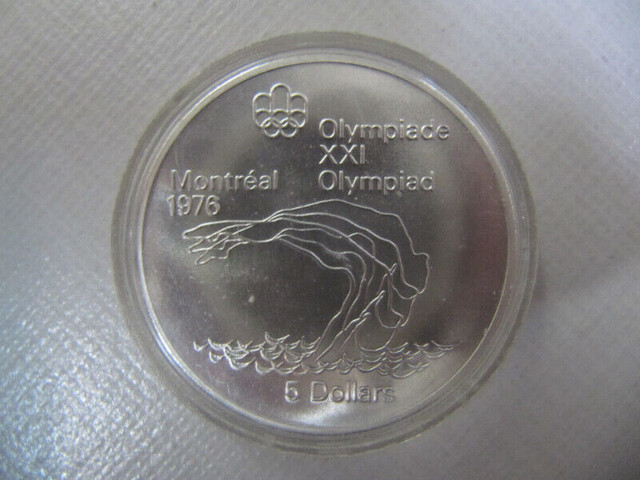 Olympiade
XXI
Montréal Olympiad
1976
5 Dollars